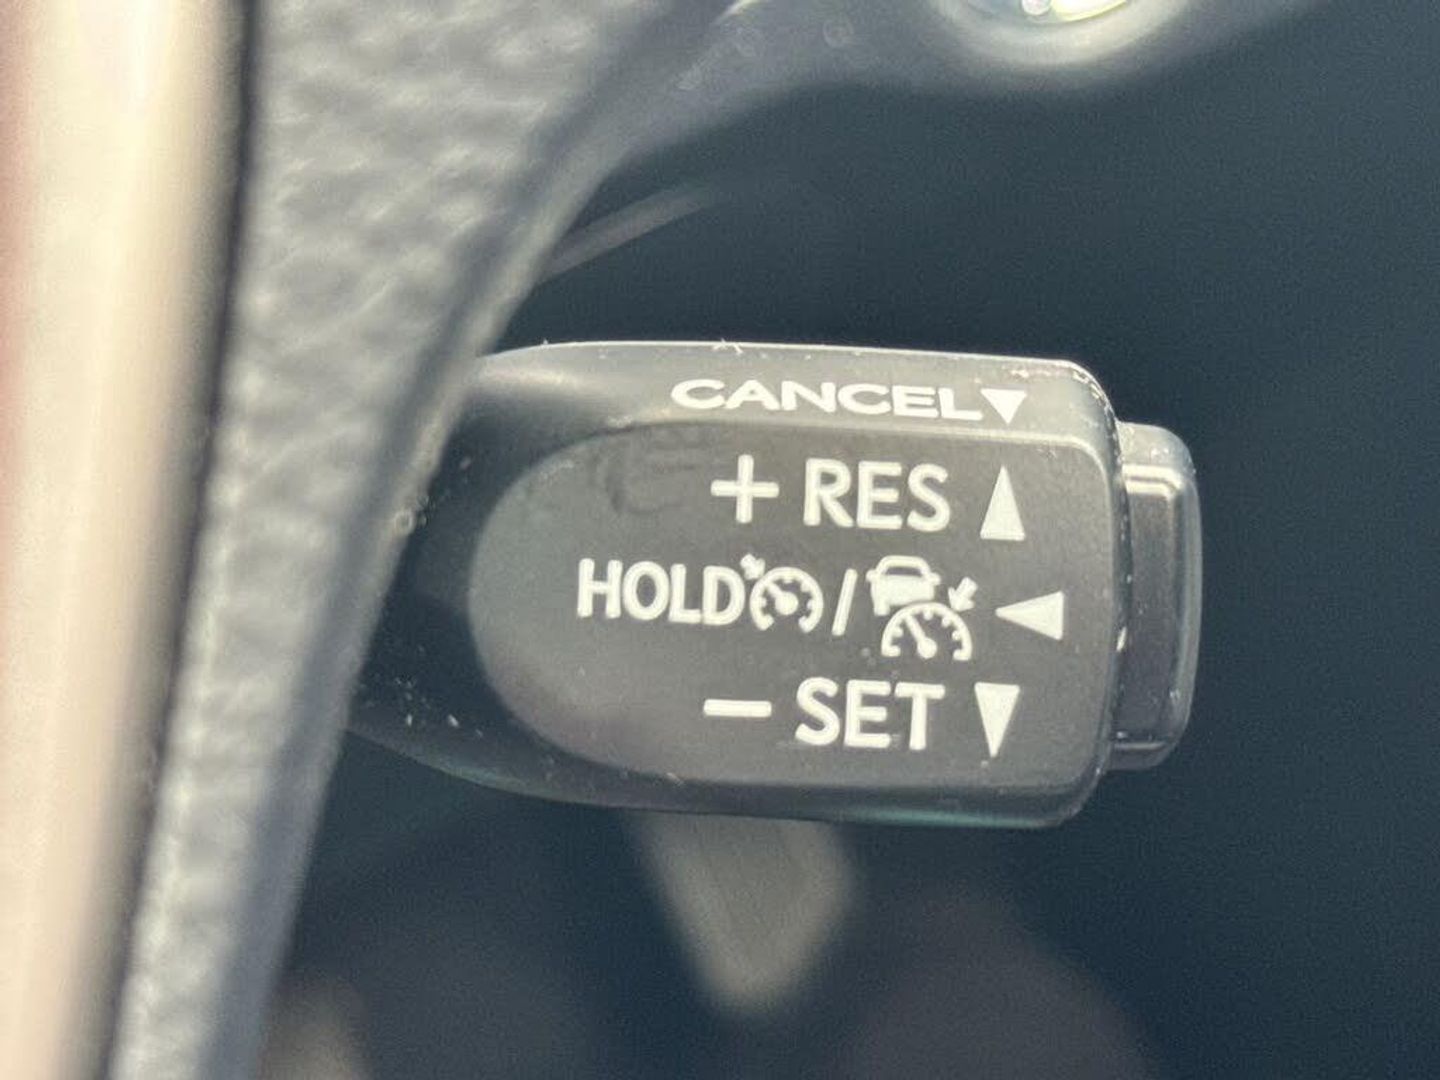 CANCEL▼
+ RES ▲
HOLD / ◀
− SET ▼